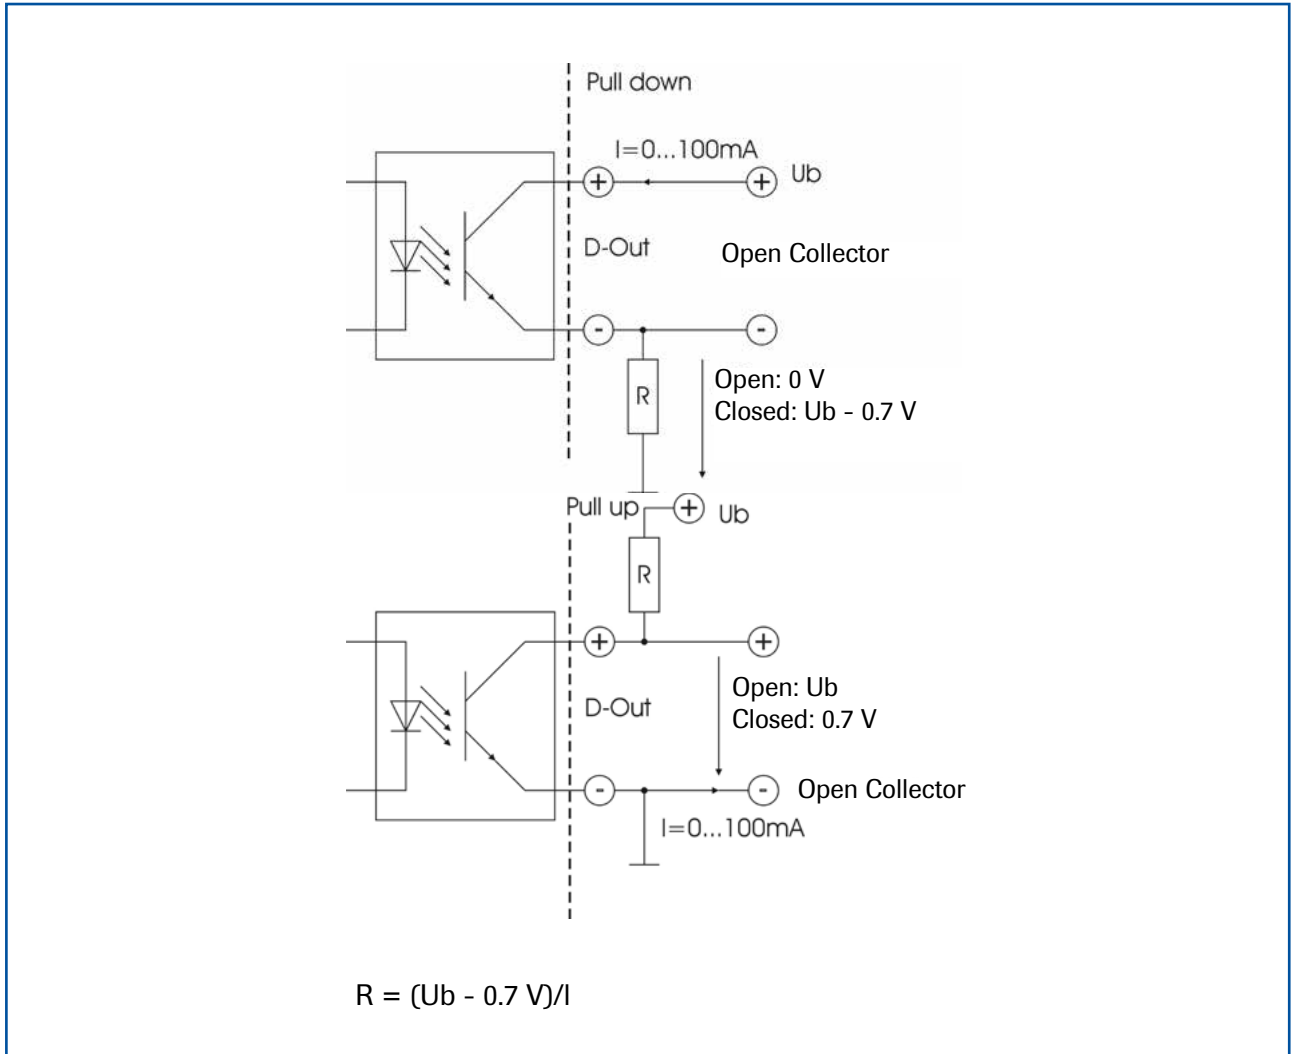 Pull down
I=0...100mA
+
+
Ub
D-Out
Open Collector
-
-
R
Open: 0 V
Closed: Ub - 0.7 V
Pull up
+
Ub
R
+
+
Open: Ub
Closed: 0.7 V
D-Out
-
-
Open Collector
I=0...100mA
R = (Ub - 0.7 V)/I